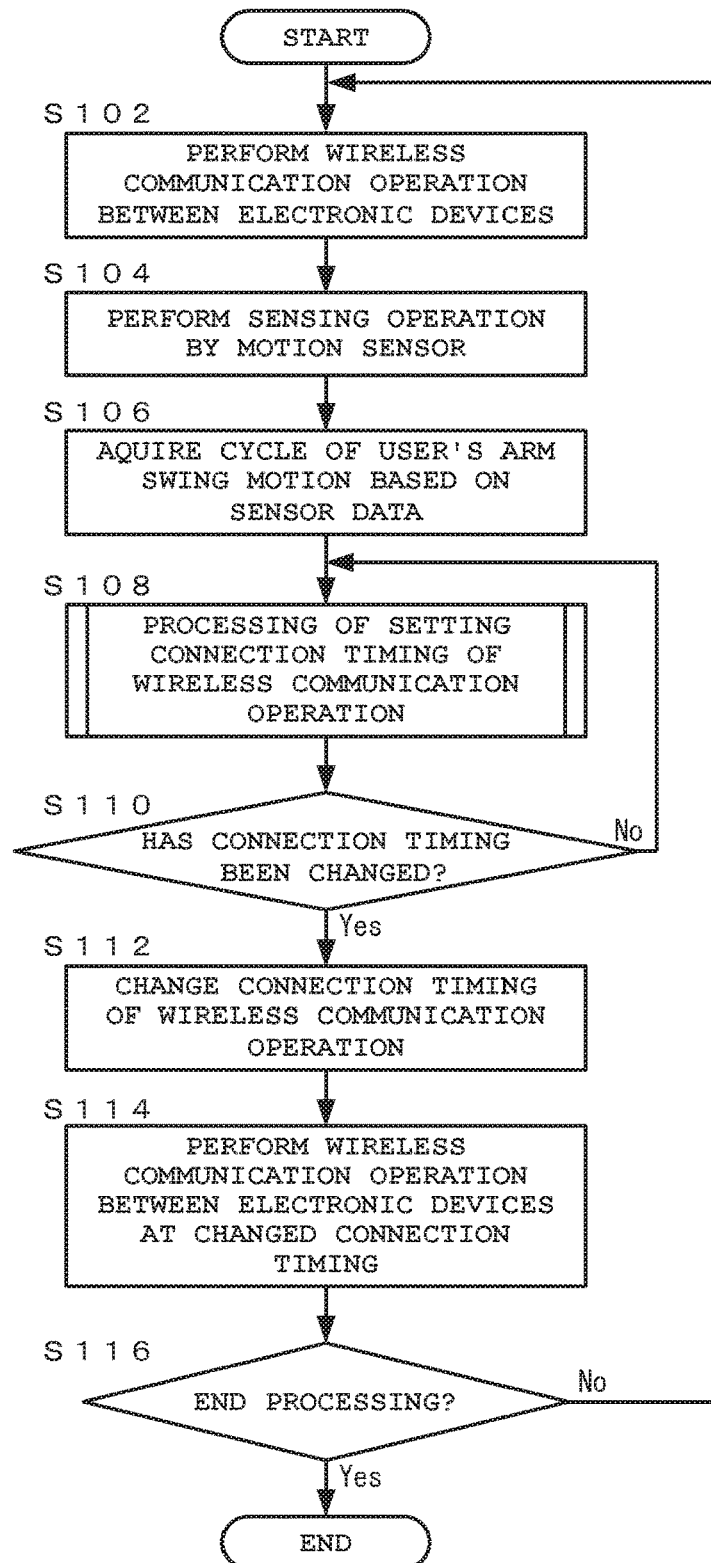 START
S102
PERFORM WIRELESS
COMMUNICATION OPERATION
BETWEEN ELECTRONIC DEVICES
S104
PERFORM SENSING OPERATION
BY MOTION SENSOR
S106
AQUIRE CYCLE OF USER'S ARM
SWING MOTION BASED ON
SENSOR DATA
S108
PROCESSING OF SETTING
CONNECTION TIMING OF
WIRELESS COMMUNICATION
OPERATION
S110
HAS CONNECTION TIMING
BEEN CHANGED?
No
Yes
S112
CHANGE CONNECTION TIMING
OF WIRELESS COMMUNICATION
OPERATION
S114
PERFORM WIRELESS
COMMUNICATION OPERATION
BETWEEN ELECTRONIC DEVICES
AT CHANGED CONNECTION
TIMING
S116
END PROCESSING?
No
Yes
END